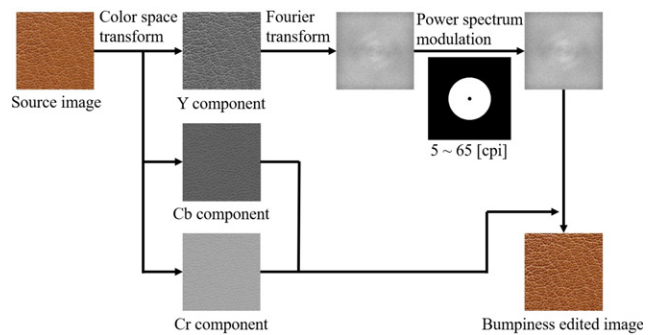 Color space
transform
Fourier
transform
Power spectrum
modulation
Source image
Y component
5 ~ 65 [cpi]
Cb component
Cr component
Bumpiness edited image